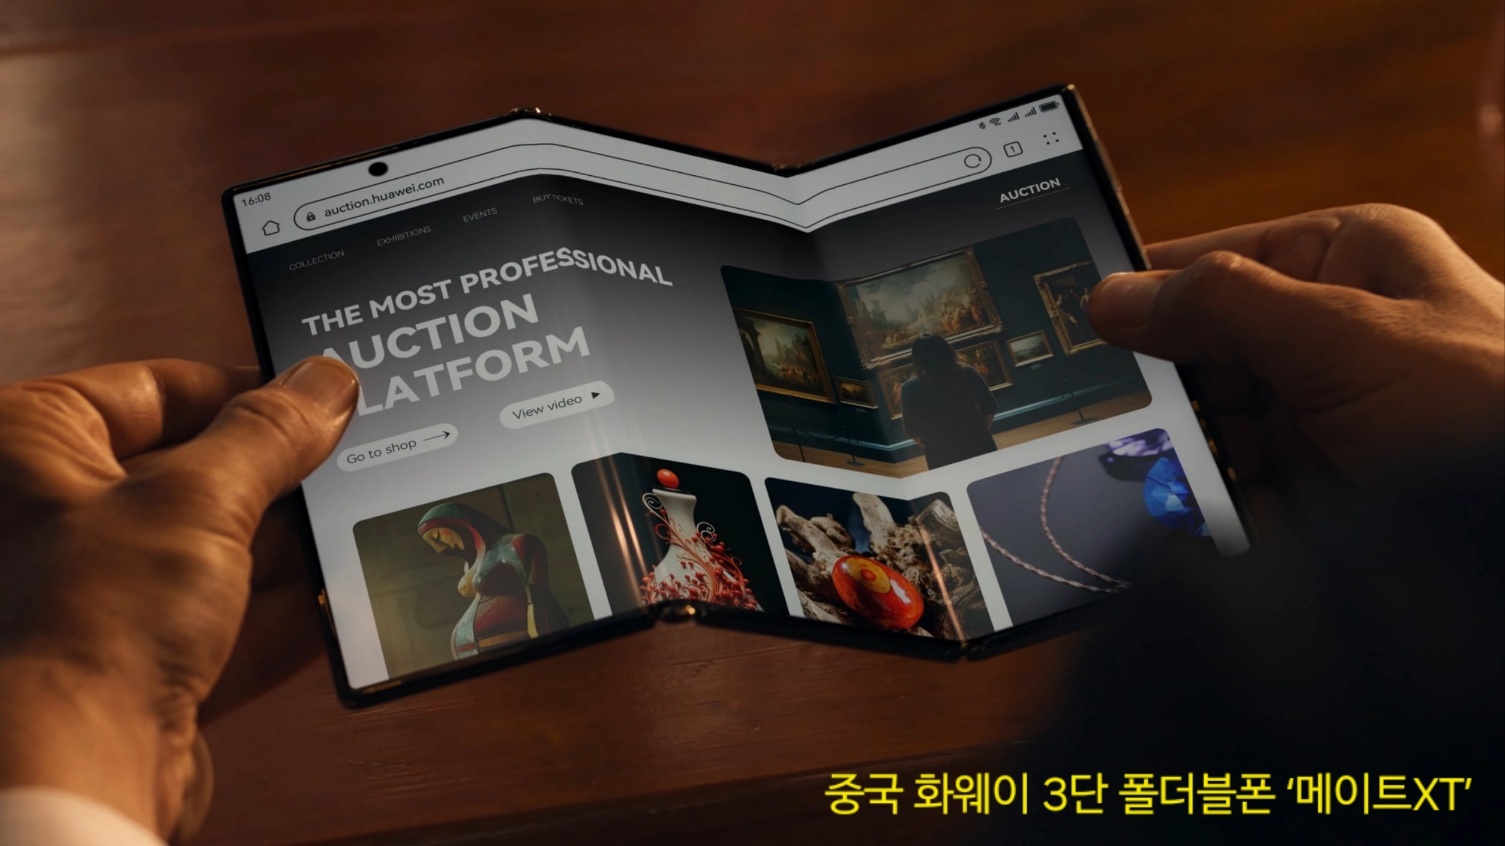 16:08
auction.huawei.com
1
COLLECTION
EXHIBITIONS
EVENTS
BUY TICKETS
AUCTION
THE MOST PROFESSIONAL
AUCTION
LATFORM
Go to shop
View video
중국 화웨이 3단 폴더블폰 ‘메이트XT’